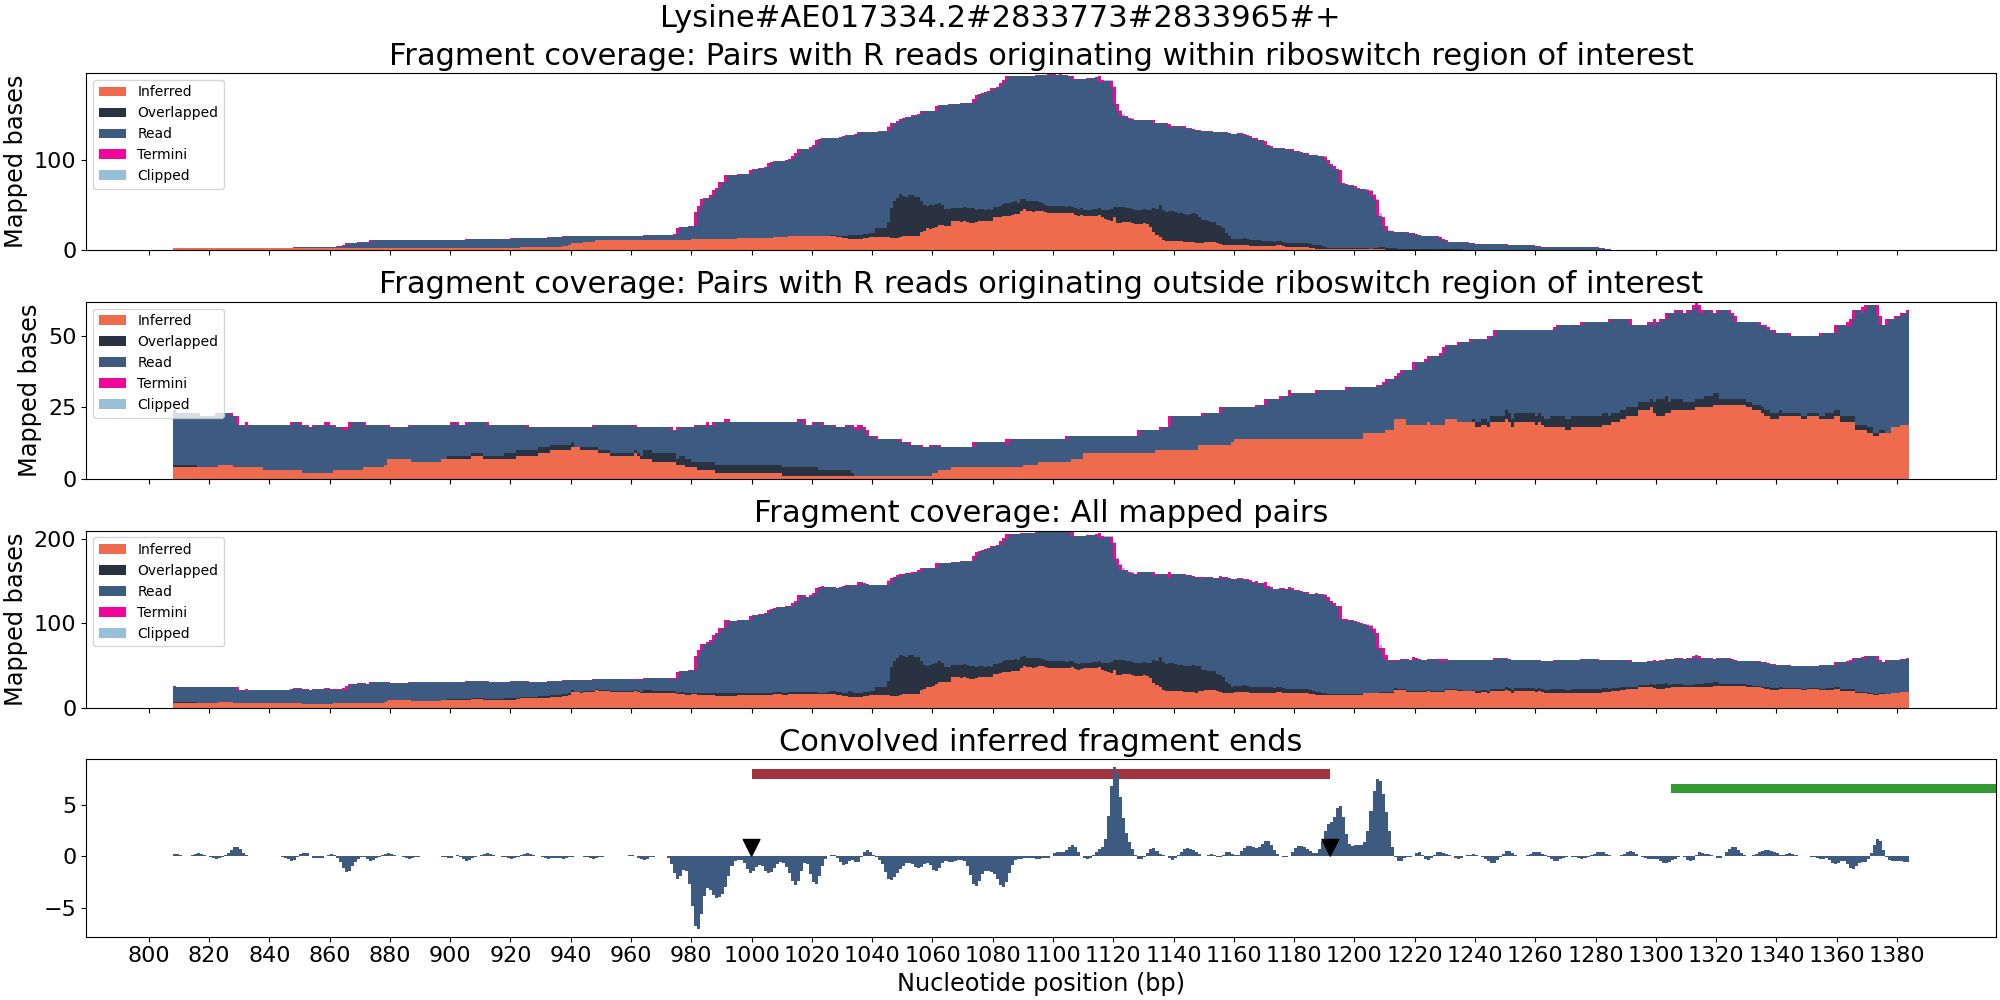 Lysine#AE017334.2#2833773#2833965#+
Fragment coverage: Pairs with R reads originating within riboswitch region of interest
Mapped bases
100
0
Inferred
Overlapped
Read
Termini
Clipped
Fragment coverage: Pairs with R reads originating outside riboswitch region of interest
Mapped bases
50
25
0
Inferred
Overlapped
Read
Termini
Clipped
Fragment coverage: All mapped pairs
Mapped bases
200
100
0
Inferred
Overlapped
Read
Termini
Clipped
Convolved inferred fragment ends
5
0
−5
800 820 840 860 880 900 920 940 960 980 1000 1020 1040 1060 1080 1100 1120 1140 1160 1180 1200 1220 1240 1260 1280 1300 1320 1340 1360 1380
Nucleotide position (bp)